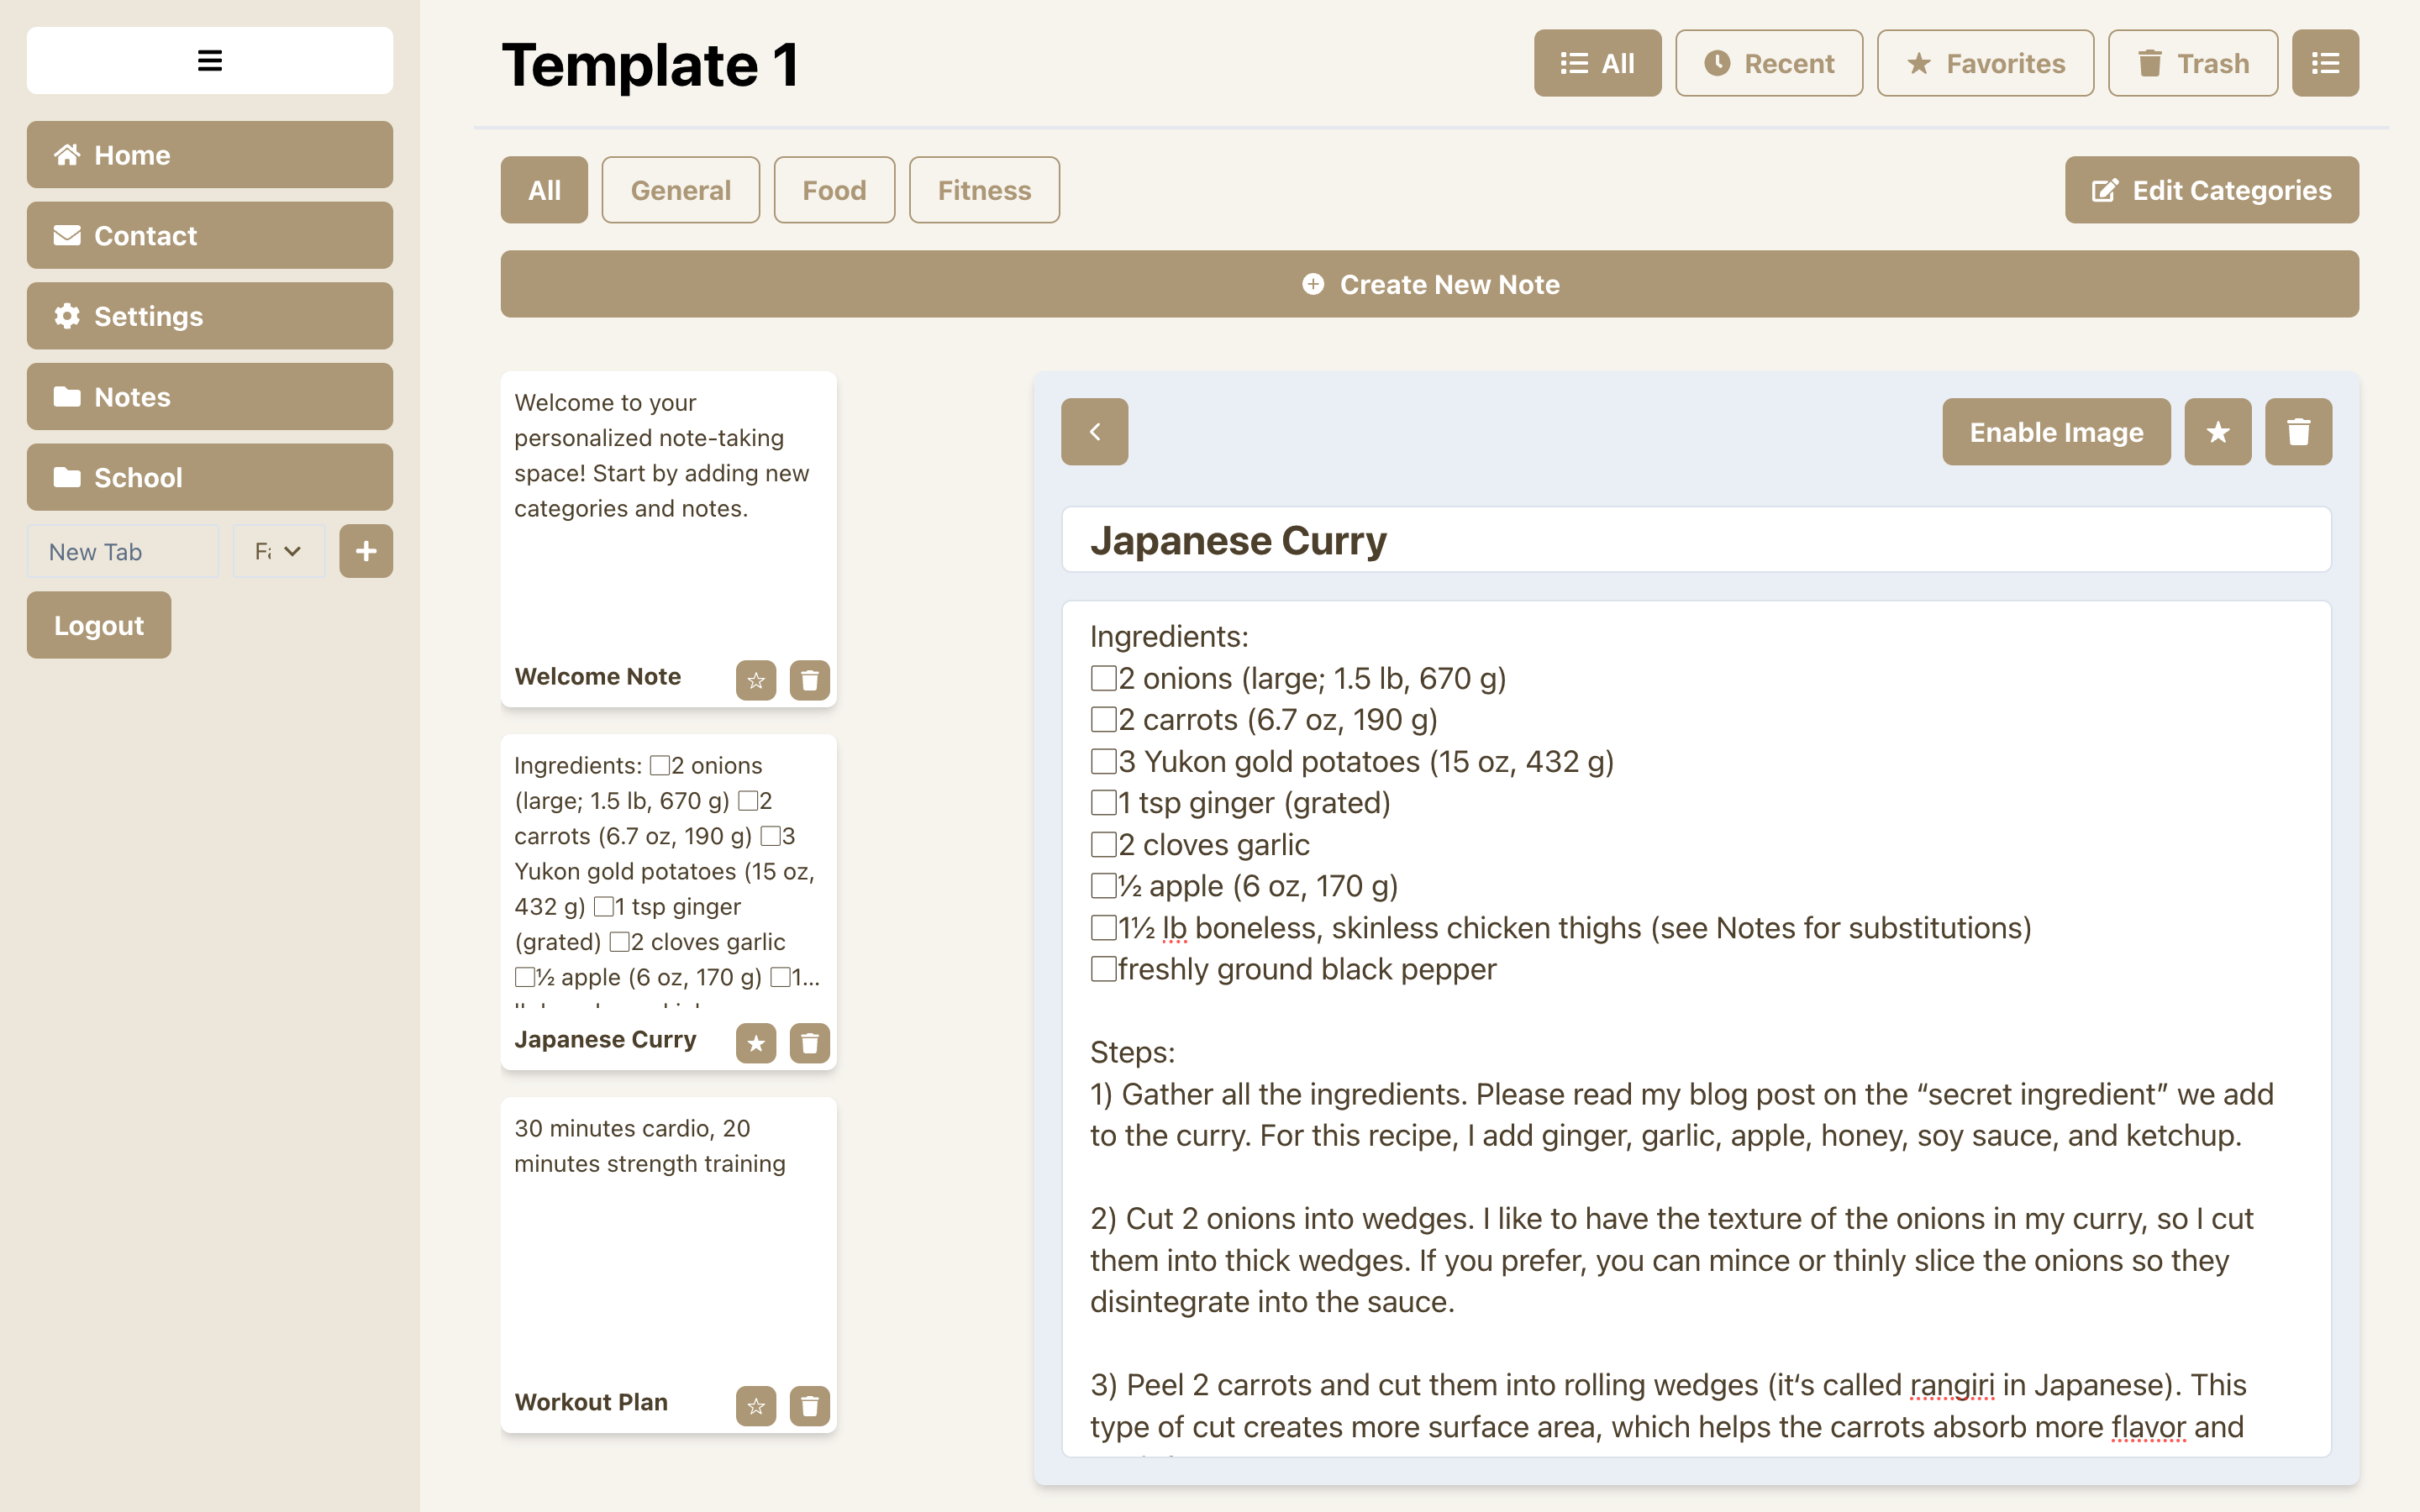 Template 1
All
Recent
Favorites
Trash
Home
Contact
Settings
Notes
School
New Tab
Logout
All
General
Food
Fitness
Edit Categories
Create New Note
Welcome to your
personalized note-taking
space! Start by adding new
categories and notes.
Welcome Note
Ingredients: ☐2 onions
(large; 1.5 lb, 670 g) ☐2
carrots (6.7 oz, 190 g) ☐3
Yukon gold potatoes (15 oz,
432 g) ☐1 tsp ginger
(grated) ☐2 cloves garlic
☐½ apple (6 oz, 170 g) ☐1...
Japanese Curry
30 minutes cardio, 20
minutes strength training
Workout Plan
Enable Image
Japanese Curry
Ingredients:
☐2 onions (large; 1.5 lb, 670 g)
☐2 carrots (6.7 oz, 190 g)
☐3 Yukon gold potatoes (15 oz, 432 g)
☐1 tsp ginger (grated)
☐2 cloves garlic
☐½ apple (6 oz, 170 g)
☐1½ lb boneless, skinless chicken thighs (see Notes for substitutions)
☐freshly ground black pepper
Steps:
1) Gather all the ingredients. Please read my blog post on the “secret ingredient” we add
to the curry. For this recipe, I add ginger, garlic, apple, honey, soy sauce, and ketchup.
2) Cut 2 onions into wedges. I like to have the texture of the onions in my curry, so I cut
them into thick wedges. If you prefer, you can mince or thinly slice the onions so they
disintegrate into the sauce.
3) Peel 2 carrots and cut them into rolling wedges (it‘s called rangiri in Japanese). This
type of cut creates more surface area, which helps the carrots absorb more flavor and